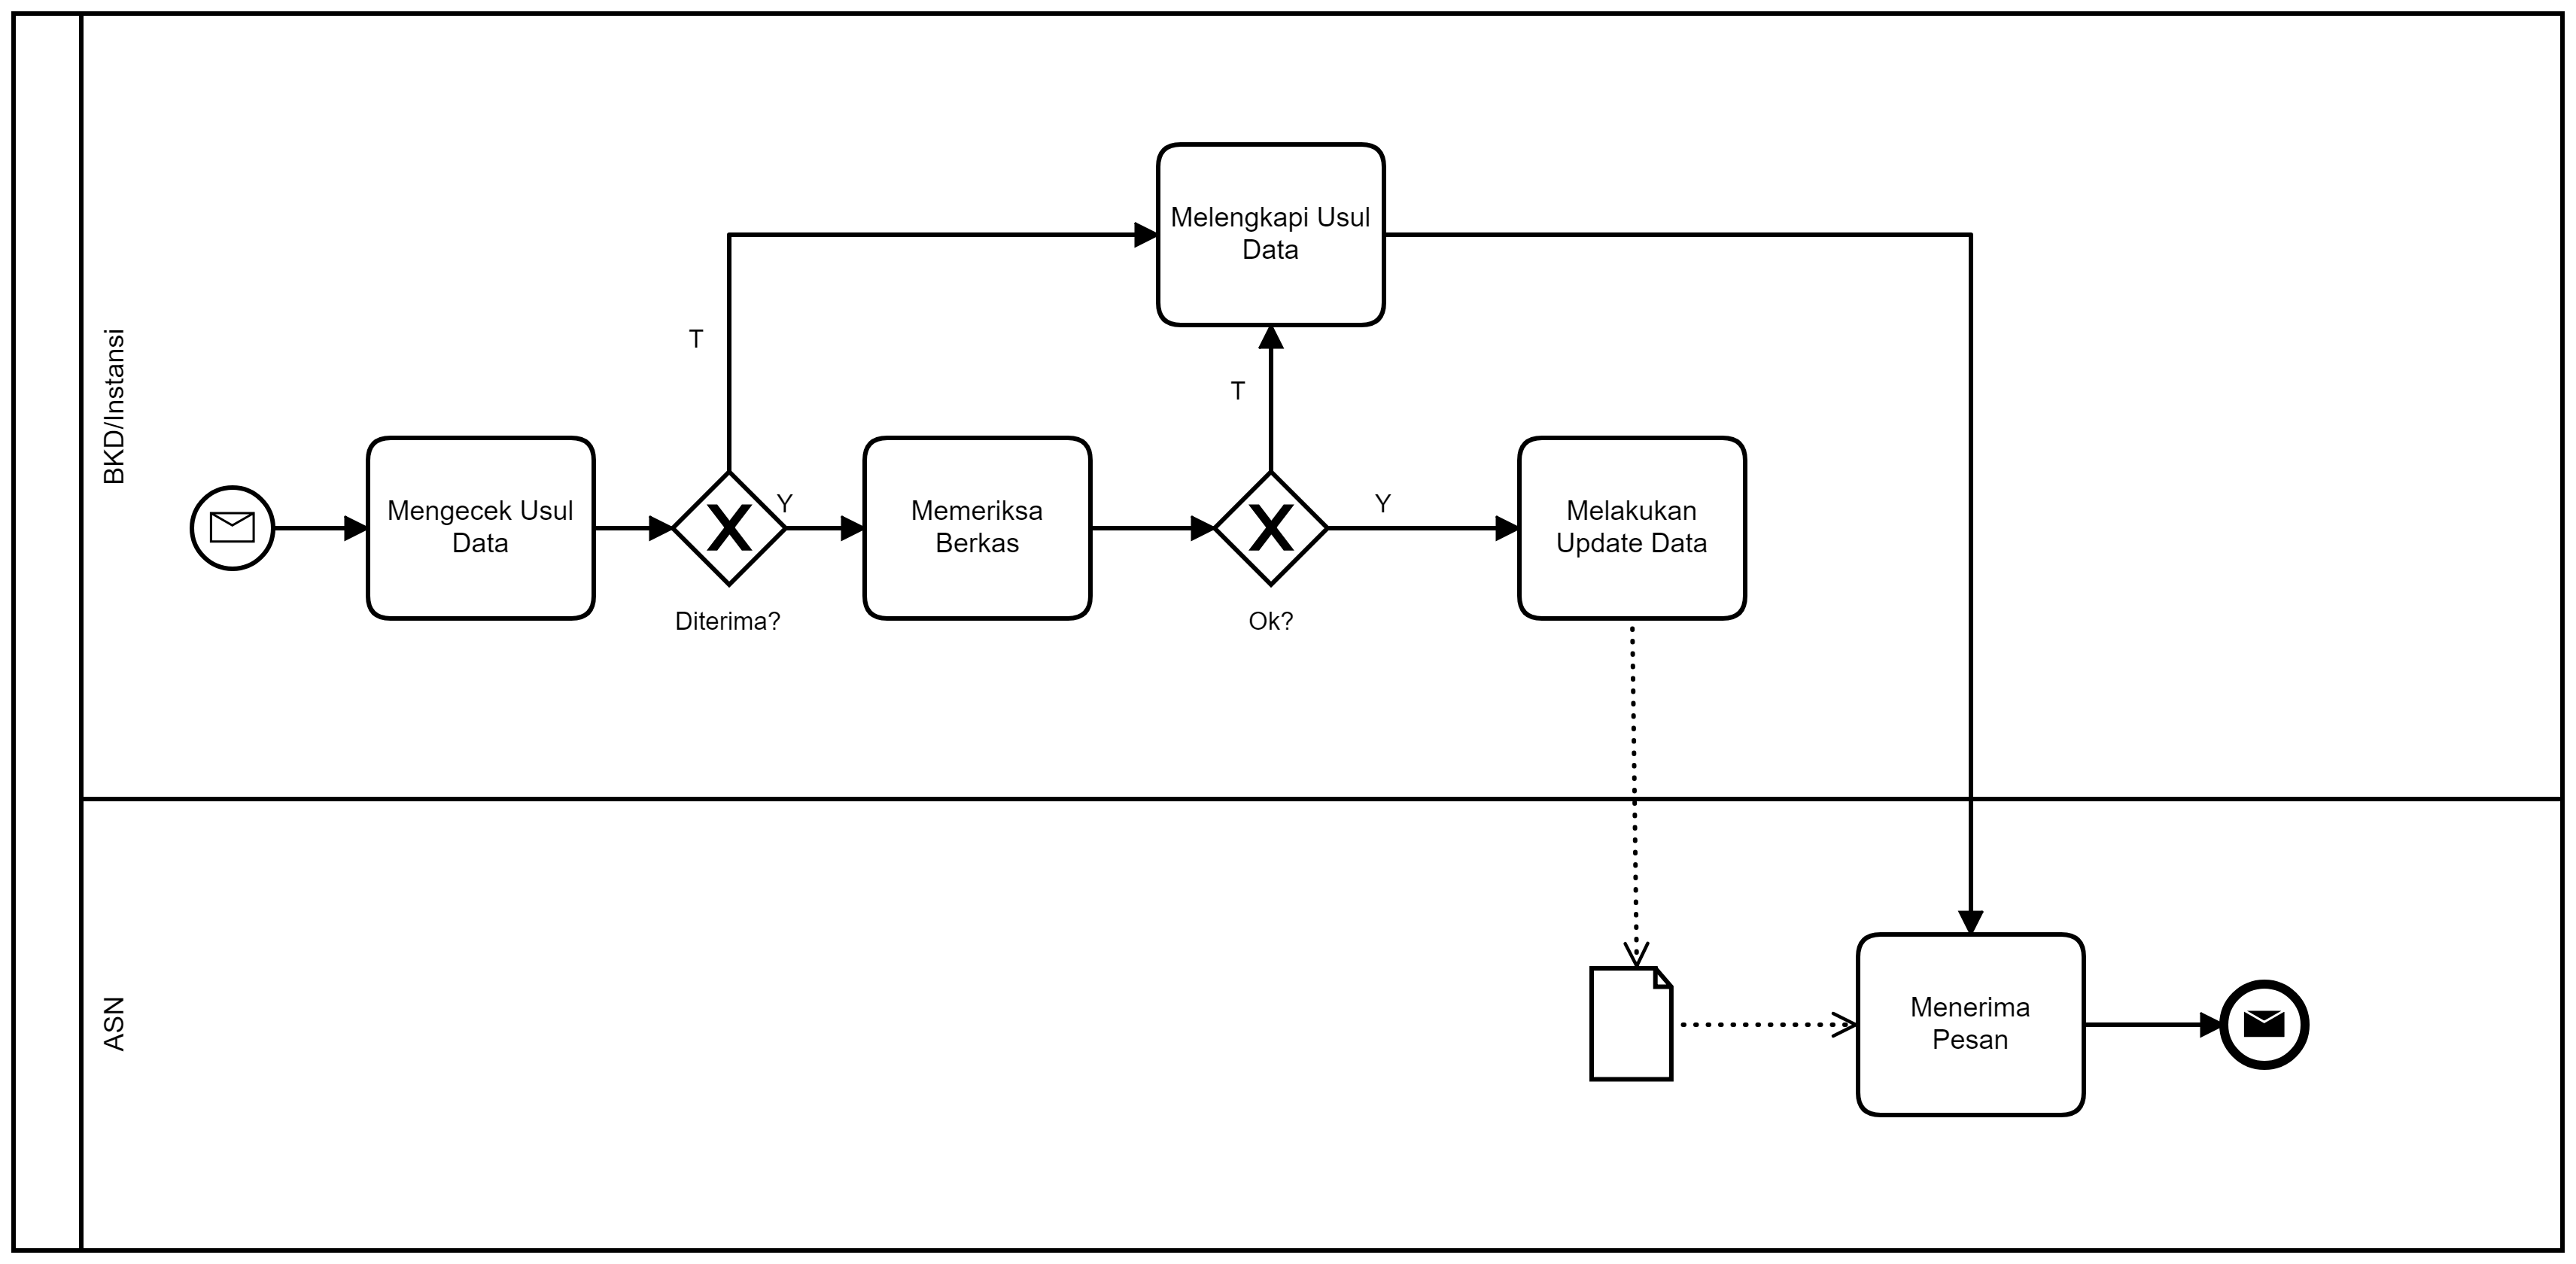 BKD/Instansi
Melengkapi Usul
Data
T
T
Mengecek Usul
Data
Y
Memeriksa
Berkas
Y
Melakukan
Update Data
Diterima?
Ok?
ASN
Menerima
Pesan